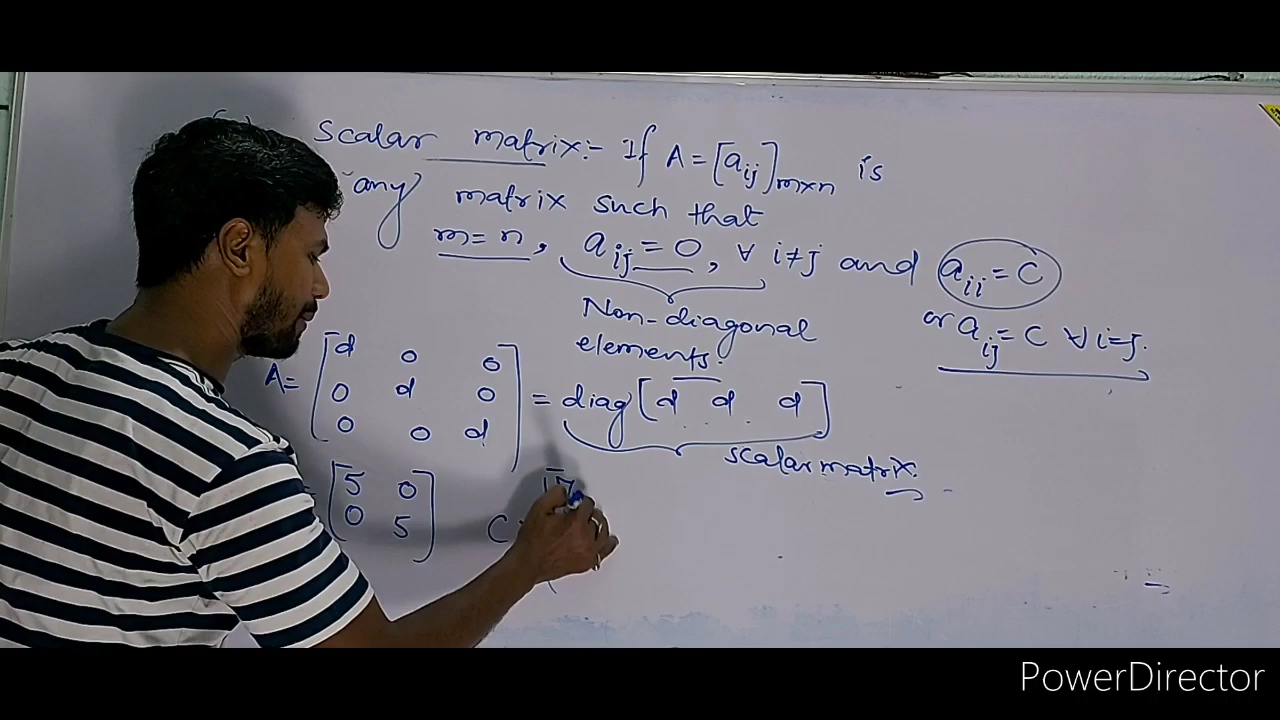 scalar matrix:- If A = [aij]m×n is
any matrix such that
m = n, aij = 0, ∀ i≠j and aii = C
or aij = C ∀ i=j.
Non-diagonal
elements.
A = [d 0 0
0 d 0 = diag[d d d]
0 0 d]
scalar matrix.
= [5 0
0 5]
C
PowerDirector